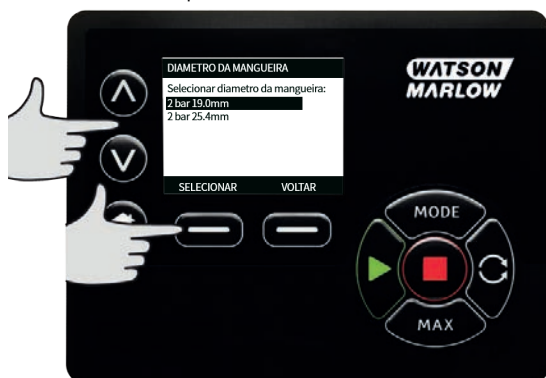 DIAMETRO DA MANGUEIRA
Selecionar diametro da mangueira:
2 bar 19.0mm
2 bar 25.4mm
SELECIONAR VOLTAR
WATSON
MARLOW
MODE
MAX